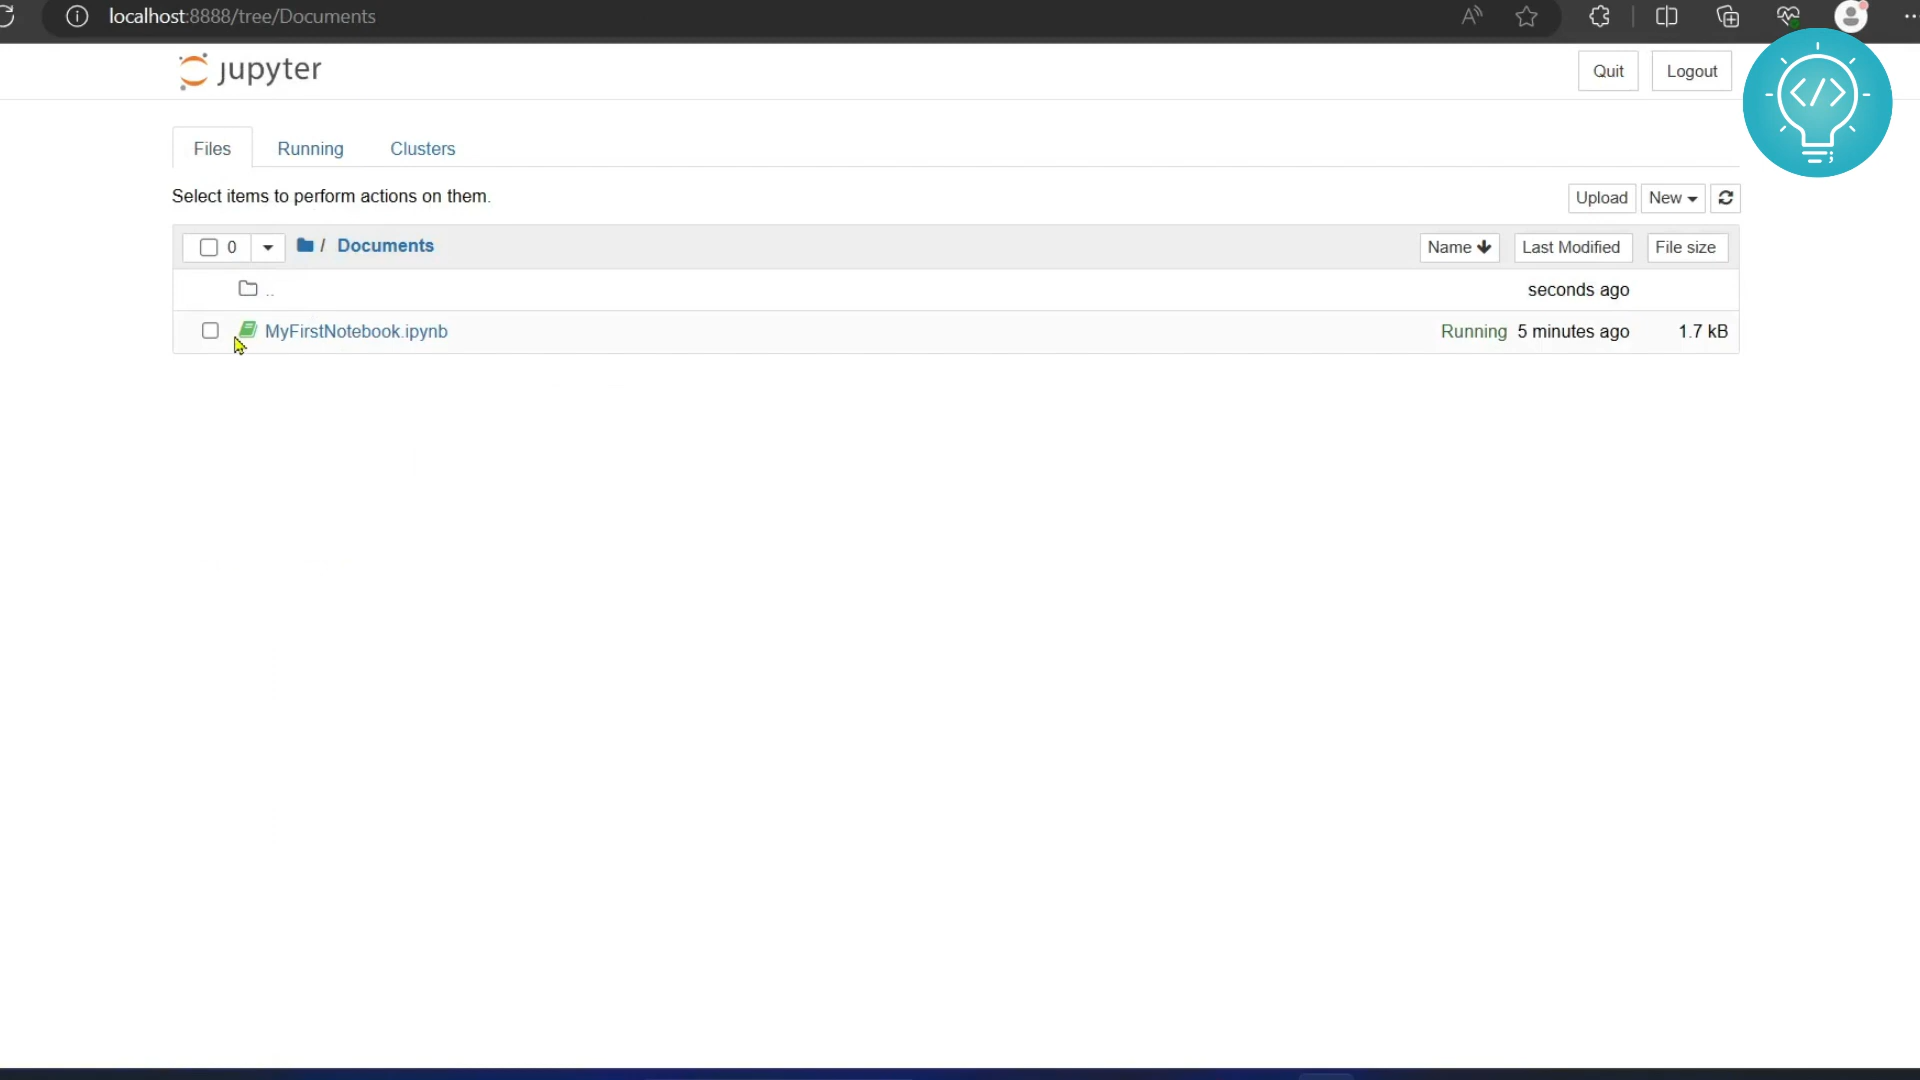 localhost:8888/tree/Documents
jupyter
Quit
Logout
Files
Running
Clusters
Select items to perform actions on them.
Upload
New
0
/
Documents
Name
Last Modified
File size
..
seconds ago
MyFirstNotebook.ipynb
Running
5 minutes ago
1.7 kB